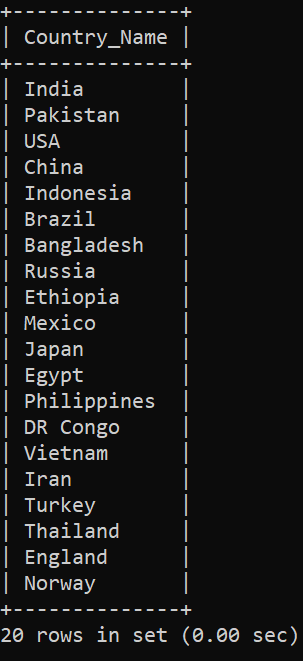 +--------------+
| Country_Name |
+--------------+
| India        |
| Pakistan     |
| USA          |
| China        |
| Indonesia    |
| Brazil       |
| Bangladesh   |
| Russia       |
| Ethiopia     |
| Mexico       |
| Japan        |
| Egypt        |
| Philippines  |
| DR Congo     |
| Vietnam      |
| Iran         |
| Turkey       |
| Thailand     |
| England      |
| Norway       |
+--------------+
20 rows in set (0.00 sec)